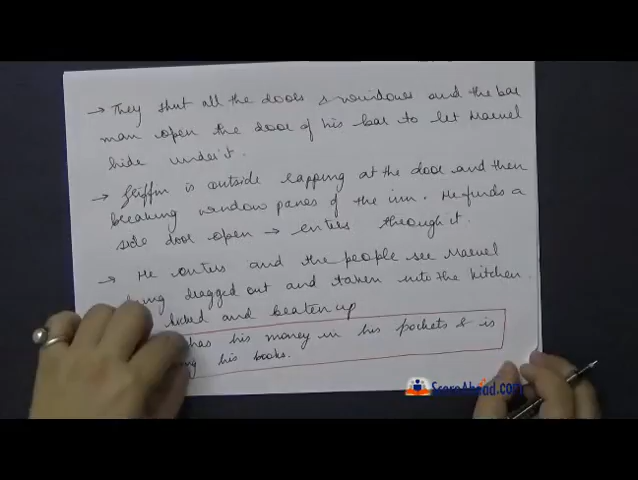 → They shut all the doors & windows and the bar
man open the door of his bar to let Marvel
hide under it.
→ Griffin is outside rapping at the door and then
breaking window panes of the inn. He finds a
side door open → enters through it.
→ He enters and the people see Marvel
being dragged out and taken into the kitchen
kicked and beaten up
has his money in his pockets & is
his books.
ScoreAhead.com